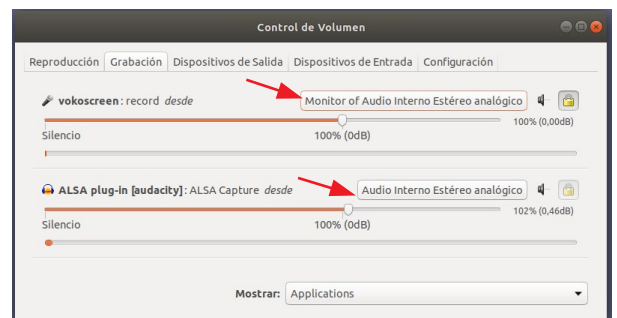 Control de Volumen
Reproducción Grabación Dispositivos de Salida Dispositivos de Entrada Configuración
vokoscreen: record desde Monitor of Audio Interno Estéreo analógico
100% (0,00dB)
Silencio 100% (0dB)
ALSA plug-in [audacity]: ALSA Capture desde Audio Interno Estéreo analógico
102% (0,46dB)
Silencio 100% (0dB)
Mostrar: Applications